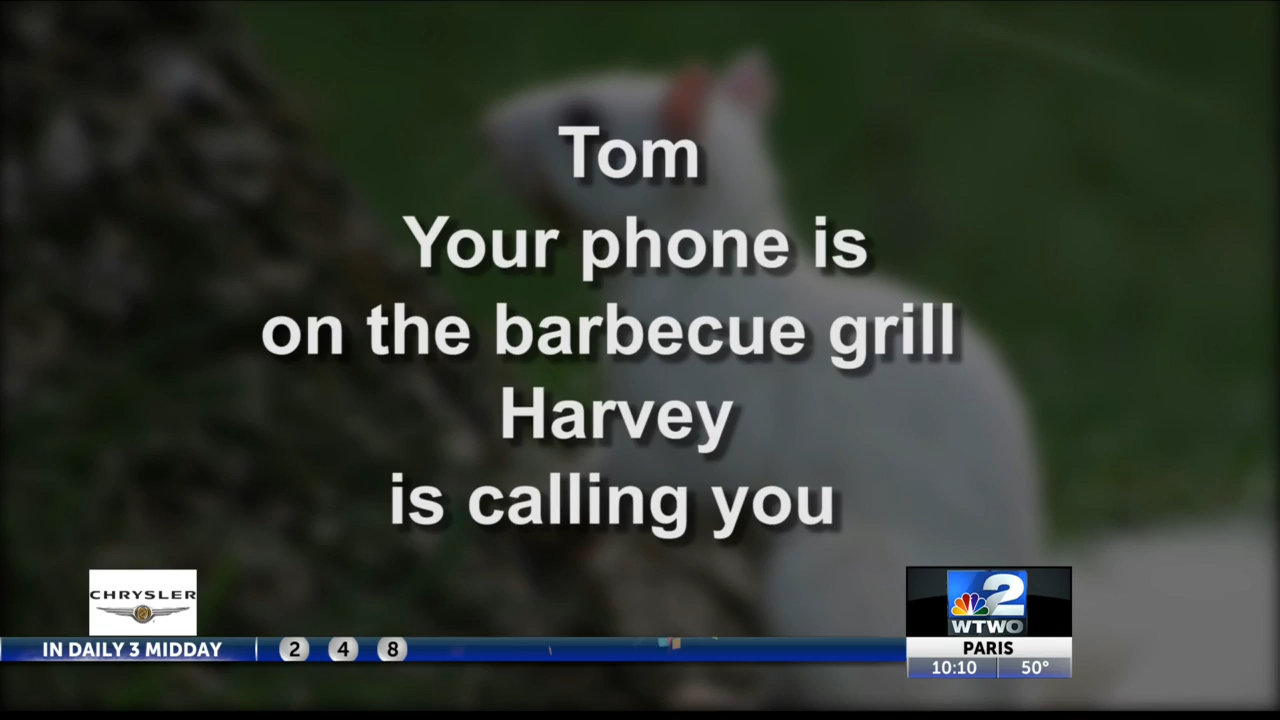 Tom
Your phone is
on the barbecue grill
Harvey
is calling you
CHRYSLER
2
WTWO
IN DAILY 3 MIDDAY 2 4 8
PARIS
10:10 50°